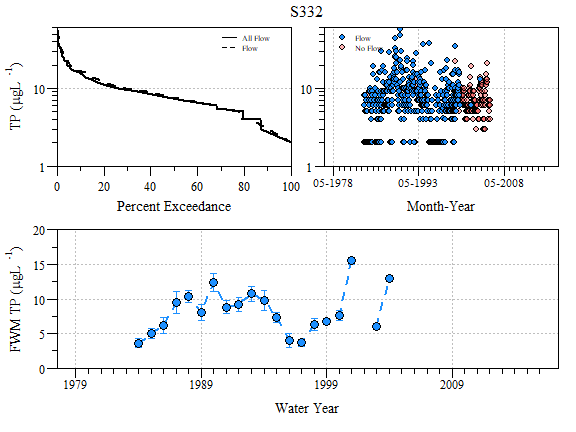 S332
All Flow
Flow
Flow
No Flow
TP (µgL⁻¹)
10
1
0 20 40 60 80 100
Percent Exceedance
10
1
05-1978 05-1993 05-2008
Month-Year
FWM TP (µgL⁻¹)
20
15
10
5
0
1979 1989 1999 2009
Water Year